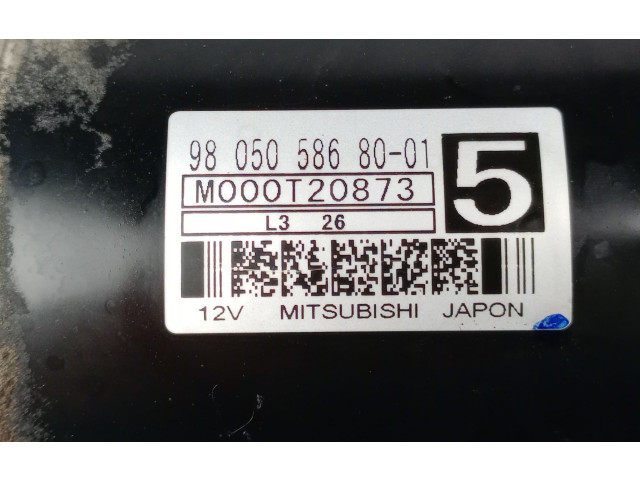 98 050 586 80-01
5
M000T20873
L3 26
12V MITSUBISHI JAPON